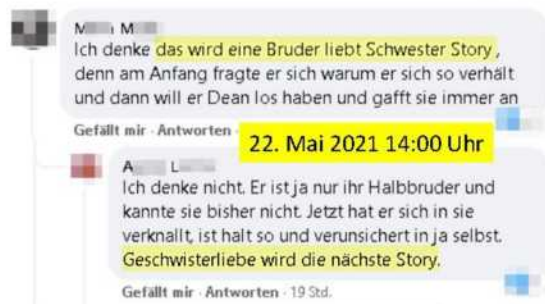 M M
Ich denke das wird eine Bruder liebt Schwester Story,
denn am Anfang fragte er sich warum er sich so verhält
und dann will er Dean los haben und gafft sie immer an
Gefällt mir · Antworten ·
22. Mai 2021 14:00 Uhr
A L
Ich denke nicht. Er ist ja nur ihr Halbbruder und
kannte sie bisher nicht. Jetzt hat er sich in sie
verknallt, ist halt so und verunsichert in ja selbst.
Geschwisterliebe wird die nächste Story.
Gefällt mir · Antworten · 19 Std.